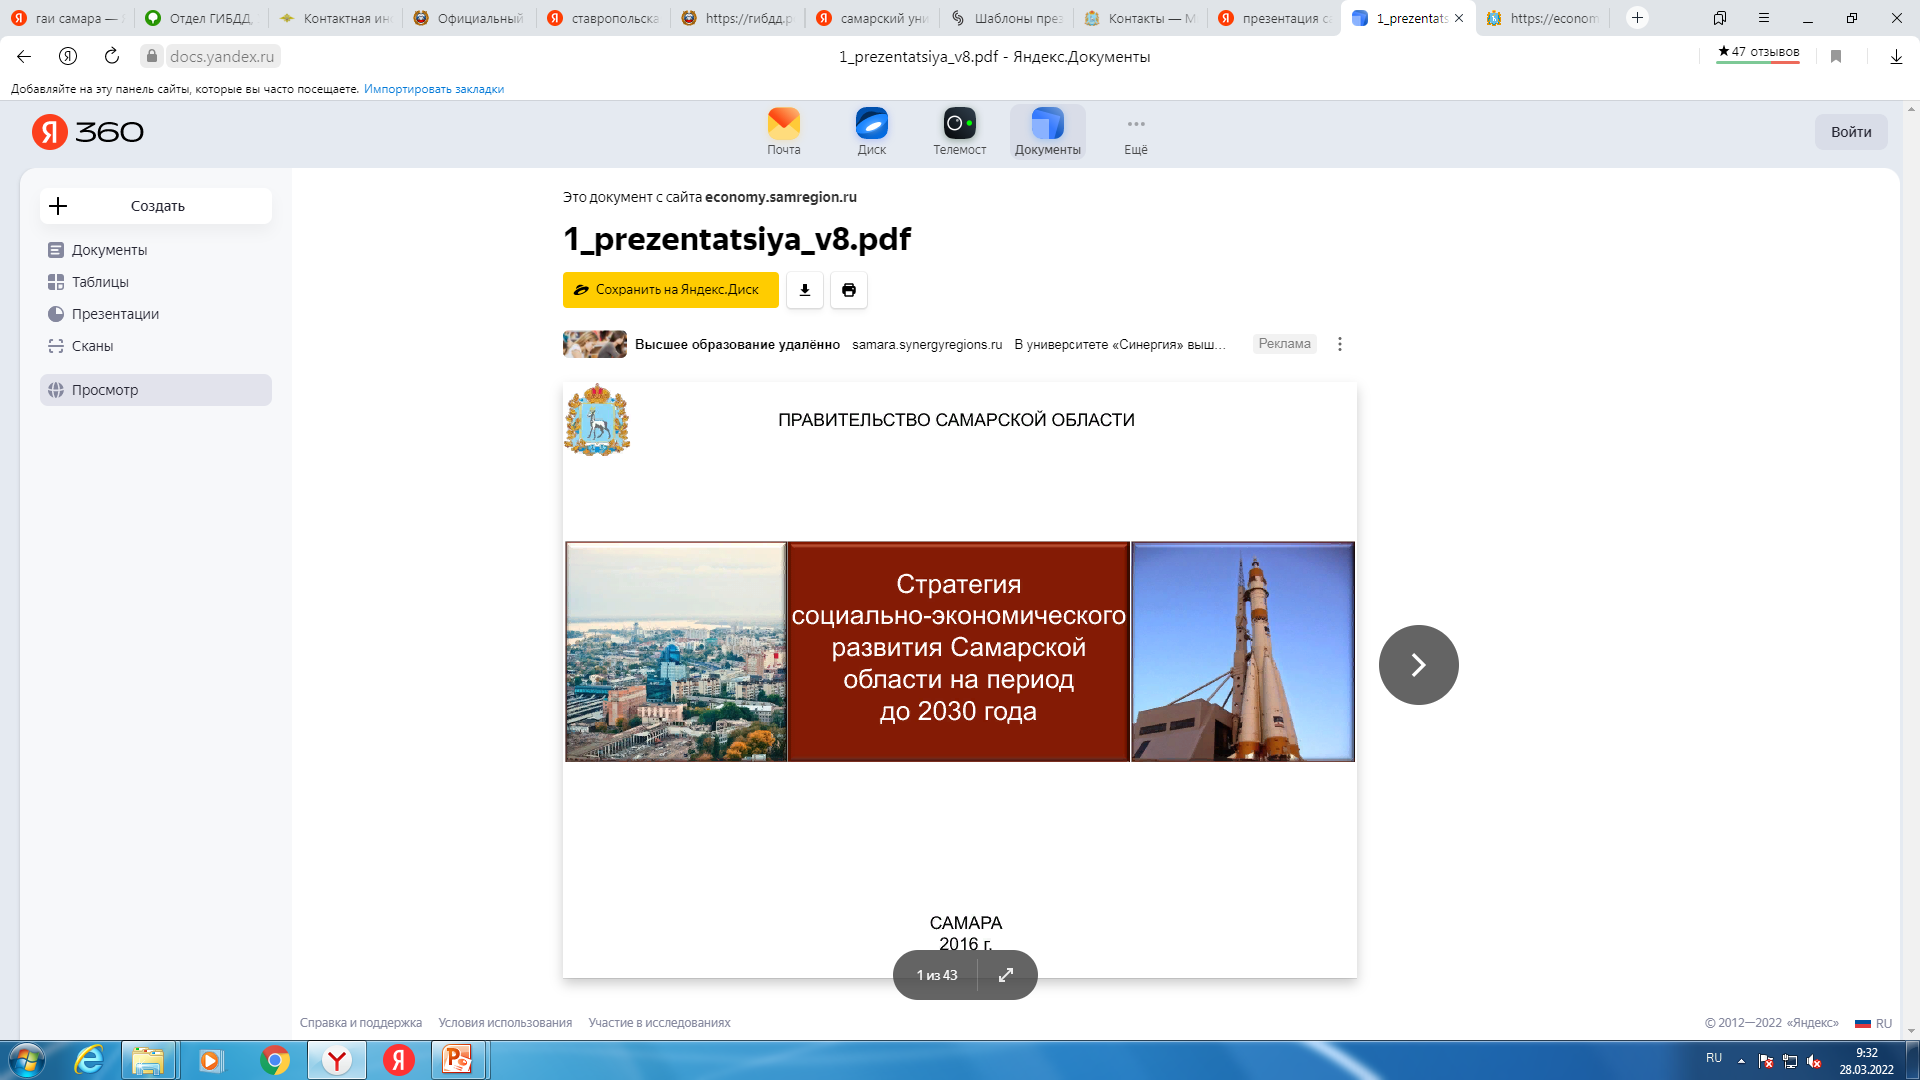 гаи самара —
Отдел ГИБДД,
Контактная ин
Официальный
ставропольска
https://гибдд.р
самарский уни
Шаблоны през
Контакты — М
презентация са
1_prezentats
https://econom
docs.yandex.ru
1_prezentatsiya_v8.pdf - Яндекс.Документы
★47 отзывов
Добавляйте на эту панель сайты, которые вы часто посещаете. Импортировать закладки
Я 360
Почта
Диск
Телемост
Документы
Ещё
Войти
Создать
Документы
Таблицы
Презентации
Сканы
Просмотр
Это документ с сайта economy.samregion.ru
1_prezentatsiya_v8.pdf
Сохранить на Яндекс.Диск
Высшее образование удалённо samara.synergyregions.ru В университете «Синергия» выш...
Реклама
ПРАВИТЕЛЬСТВО САМАРСКОЙ ОБЛАСТИ
Стратегия
социально-экономического
развития Самарской
области на период
до 2030 года
САМАРА
2016 г.
1 из 43
Справка и поддержка Условия использования Участие в исследованиях
© 2012—2022 «Яндекс»
RU
RU
9:32
28.03.2022